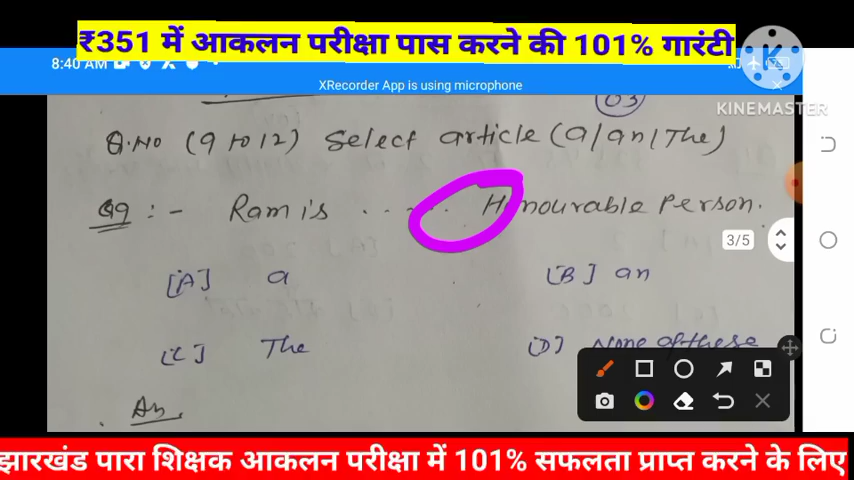 ₹351 में आकलन परीक्षा पास करने की 101% गारंटी
8:40 AM
XRecorder App is using microphone
KINEMASTER
03
Q.No (9 to 12) Select article (a/an/The)
Q9 :- Ram is ..... Honourable Person.
3/5
[A] a [B] an
[C] The [D] None of these
An
झारखंड पारा शिक्षक आकलन परीक्षा में 101% सफलता प्राप्त करने के लिए